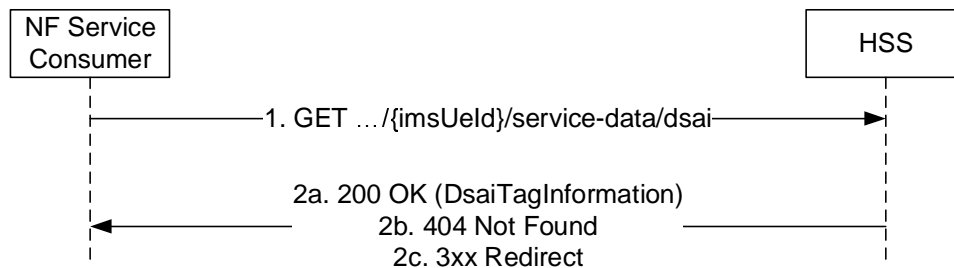 NF Service
Consumer
HSS
1. GET …/{imsUeId}/service-data/dsai
2a. 200 OK (DsaiTagInformation)
2b. 404 Not Found
2c. 3xx Redirect